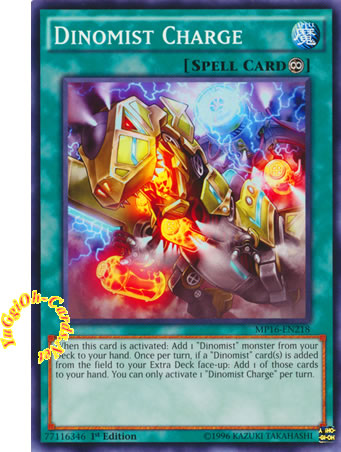 DINOMIST CHARGE
[SPELL CARD]
YuGiOh-Cards.net
MP16-EN218
When this card is activated: Add 1 "Dinomist" monster from your
Deck to your hand. Once per turn, if a "Dinomist" card(s) is added
from the field to your Extra Deck face-up: Add 1 of those cards
to your hand. You can only activate 1 "Dinomist Charge" per turn.
77116346 1st Edition
©1996 KAZUKI TAKAHASHI